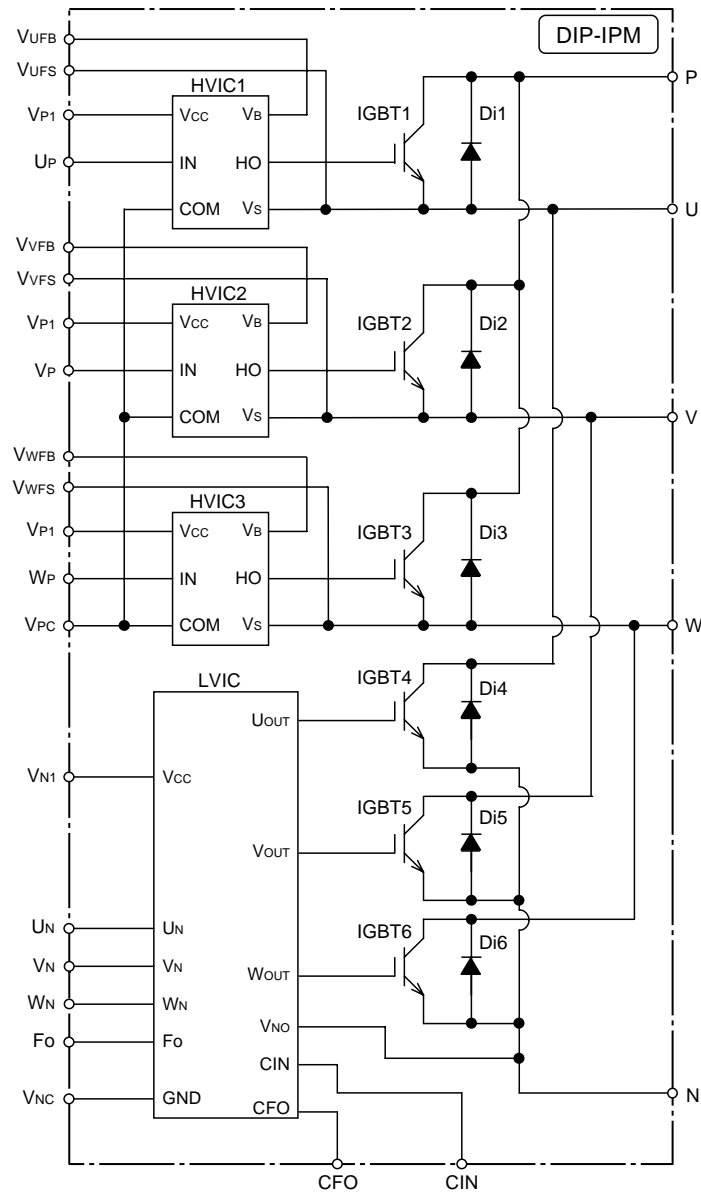 DIP-IPM
VUFB
VUFS
HVIC1
VP1
VCC
VB
IGBT1
Di1
P
UP
IN
HO
COM
VS
U
VVFB
VVFS
HVIC2
VP1
VCC
VB
IGBT2
Di2
VP
IN
HO
COM
VS
V
VWFB
VWFS
HVIC3
VP1
VCC
VB
IGBT3
Di3
WP
IN
HO
VPC
COM
VS
W
LVIC
IGBT4
Di4
UOUT
VN1
VCC
IGBT5
Di5
VOUT
UN
UN
IGBT6
Di6
VN
VN
WOUT
WN
WN
VNO
Fo
Fo
CIN
VNC
GND
CFO
N
CFO
CIN